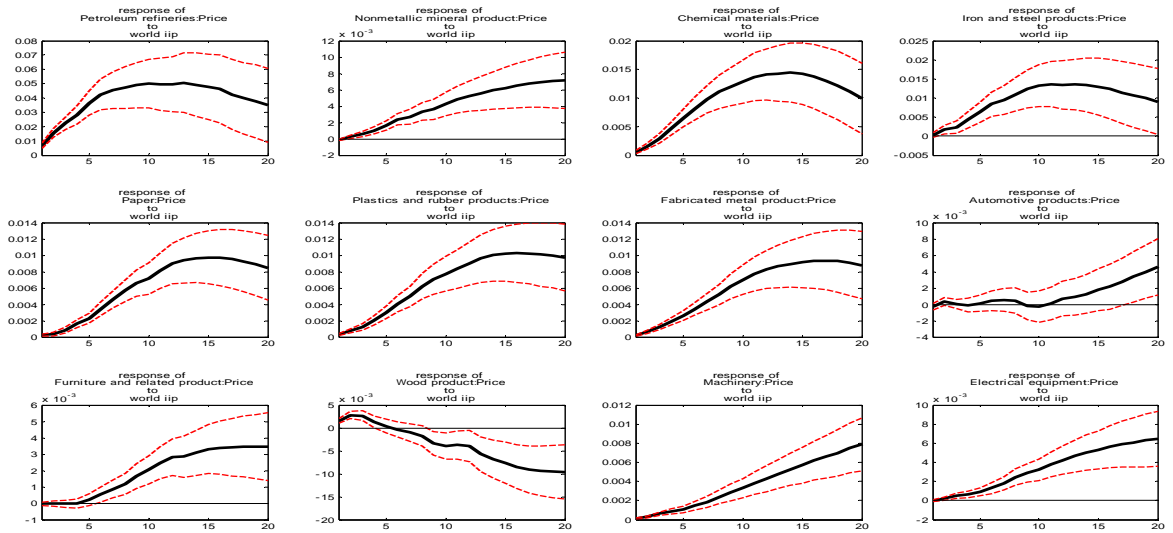 response of
Petroleum refineries:Price
to
world iip
0.08
0.07
0.06
0.05
0.04
0.03
0.02
0.01
0
5
10
15
20
response of
Nonmetallic mineral product:Price
to
world iip
x 10-3
12
10
8
6
4
2
0
-2
5
10
15
20
response of
Chemical materials:Price
to
world iip
0.02
0.015
0.01
0.005
0
5
10
15
20
response of
Iron and steel products:Price
to
world iip
0.025
0.02
0.015
0.01
0.005
0
-0.005
5
10
15
20
response of
Paper:Price
to
world iip
0.014
0.012
0.01
0.008
0.006
0.004
0.002
0
5
10
15
20
response of
Plastics and rubber products:Price
to
world iip
0.014
0.012
0.01
0.008
0.006
0.004
0.002
0
5
10
15
20
response of
Fabricated metal product:Price
to
world iip
0.014
0.012
0.01
0.008
0.006
0.004
0.002
0
5
10
15
20
response of
Automotive products:Price
to
world iip
x 10-3
10
8
6
4
2
0
-2
-4
5
10
15
20
response of
Furniture and related product:Price
to
world iip
x 10-3
6
5
4
3
2
1
0
-1
5
10
15
20
response of
Wood product:Price
to
world iip
x 10-3
5
0
-5
-10
-15
-20
5
10
15
20
response of
Machinery:Price
to
world iip
0.012
0.01
0.008
0.006
0.004
0.002
0
5
10
15
20
response of
Electrical equipment:Price
to
world iip
x 10-3
10
8
6
4
2
0
-2
5
10
15
20